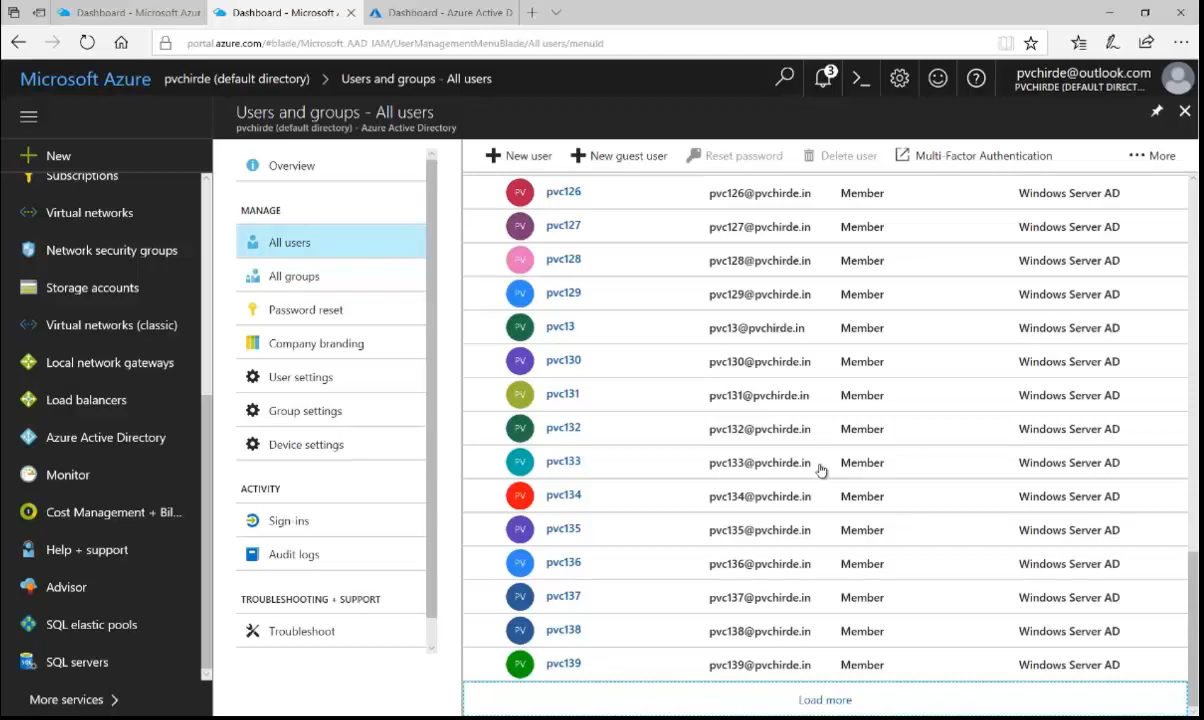 Dashboard - Microsoft Azur
Dashboard - Microsoft A
Dashboard - Azure Active D
portal.azure.com/#blade/Microsoft_AAD_IAM/UserManagementMenuBlade/All users/menuId
Microsoft Azure pvchirde (default directory) > Users and groups - All users
3
pvchirde@outlook.com
PVCHIRDE (DEFAULT DIRECT...
Users and groups - All users
pvchirde (default directory) - Azure Active Directory
New
Subscriptions
Virtual networks
Network security groups
Storage accounts
Virtual networks (classic)
Local network gateways
Load balancers
Azure Active Directory
Monitor
Cost Management + Bil...
Help + support
Advisor
SQL elastic pools
SQL servers
More services >
Overview
MANAGE
All users
All groups
Password reset
Company branding
User settings
Group settings
Device settings
ACTIVITY
Sign-ins
Audit logs
TROUBLESHOOTING + SUPPORT
Troubleshoot
New user New guest user Reset password Delete user Multi-Factor Authentication More
PV pvc126 pvc126@pvchirde.in Member Windows Server AD
PV pvc127 pvc127@pvchirde.in Member Windows Server AD
PV pvc128 pvc128@pvchirde.in Member Windows Server AD
PV pvc129 pvc129@pvchirde.in Member Windows Server AD
PV pvc13 pvc13@pvchirde.in Member Windows Server AD
PV pvc130 pvc130@pvchirde.in Member Windows Server AD
PV pvc131 pvc131@pvchirde.in Member Windows Server AD
PV pvc132 pvc132@pvchirde.in Member Windows Server AD
PV pvc133 pvc133@pvchirde.in Member Windows Server AD
PV pvc134 pvc134@pvchirde.in Member Windows Server AD
PV pvc135 pvc135@pvchirde.in Member Windows Server AD
PV pvc136 pvc136@pvchirde.in Member Windows Server AD
PV pvc137 pvc137@pvchirde.in Member Windows Server AD
PV pvc138 pvc138@pvchirde.in Member Windows Server AD
PV pvc139 pvc139@pvchirde.in Member Windows Server AD
Load more